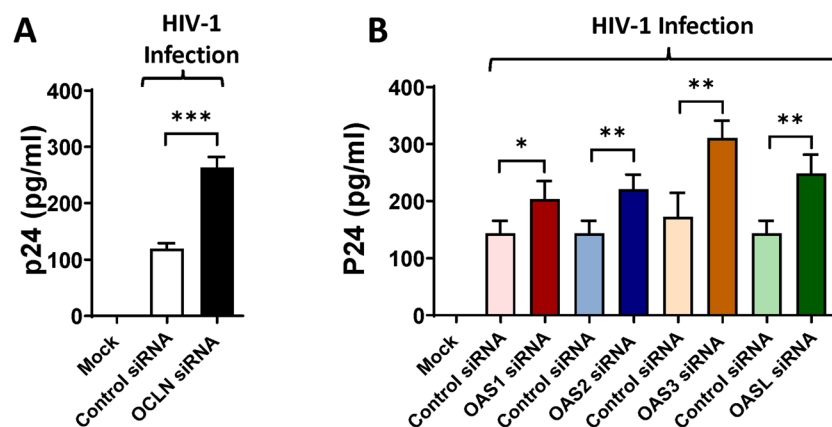 A
HIV-1
Infection
***
p24 (pg/ml)
400
300
200
100
0
Mock
Control siRNA
OCLN siRNA
B
HIV-1 Infection
*
**
**
**
P24 (pg/ml)
400
300
200
100
0
Mock
Control siRNA
OAS1 siRNA
Control siRNA
OAS2 siRNA
Control siRNA
OAS3 siRNA
Control siRNA
OASL siRNA